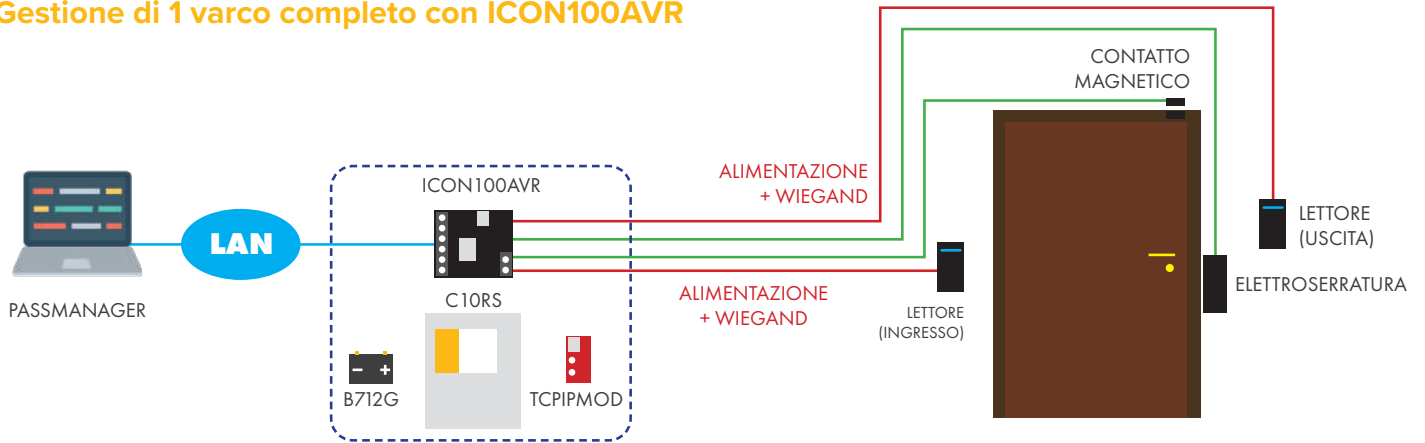 Gestione di 1 varco completo con ICON100AVR
CONTATTO
MAGNETICO
ALIMENTAZIONE
+ WIEGAND
ICON100AVR
LETTORE
(USCITA)
LAN
ELETTROSERRATURA
PASSMANAGER
C10RS
ALIMENTAZIONE
+ WIEGAND
LETTORE
(INGRESSO)
- +
B712G
TCPIPMOD